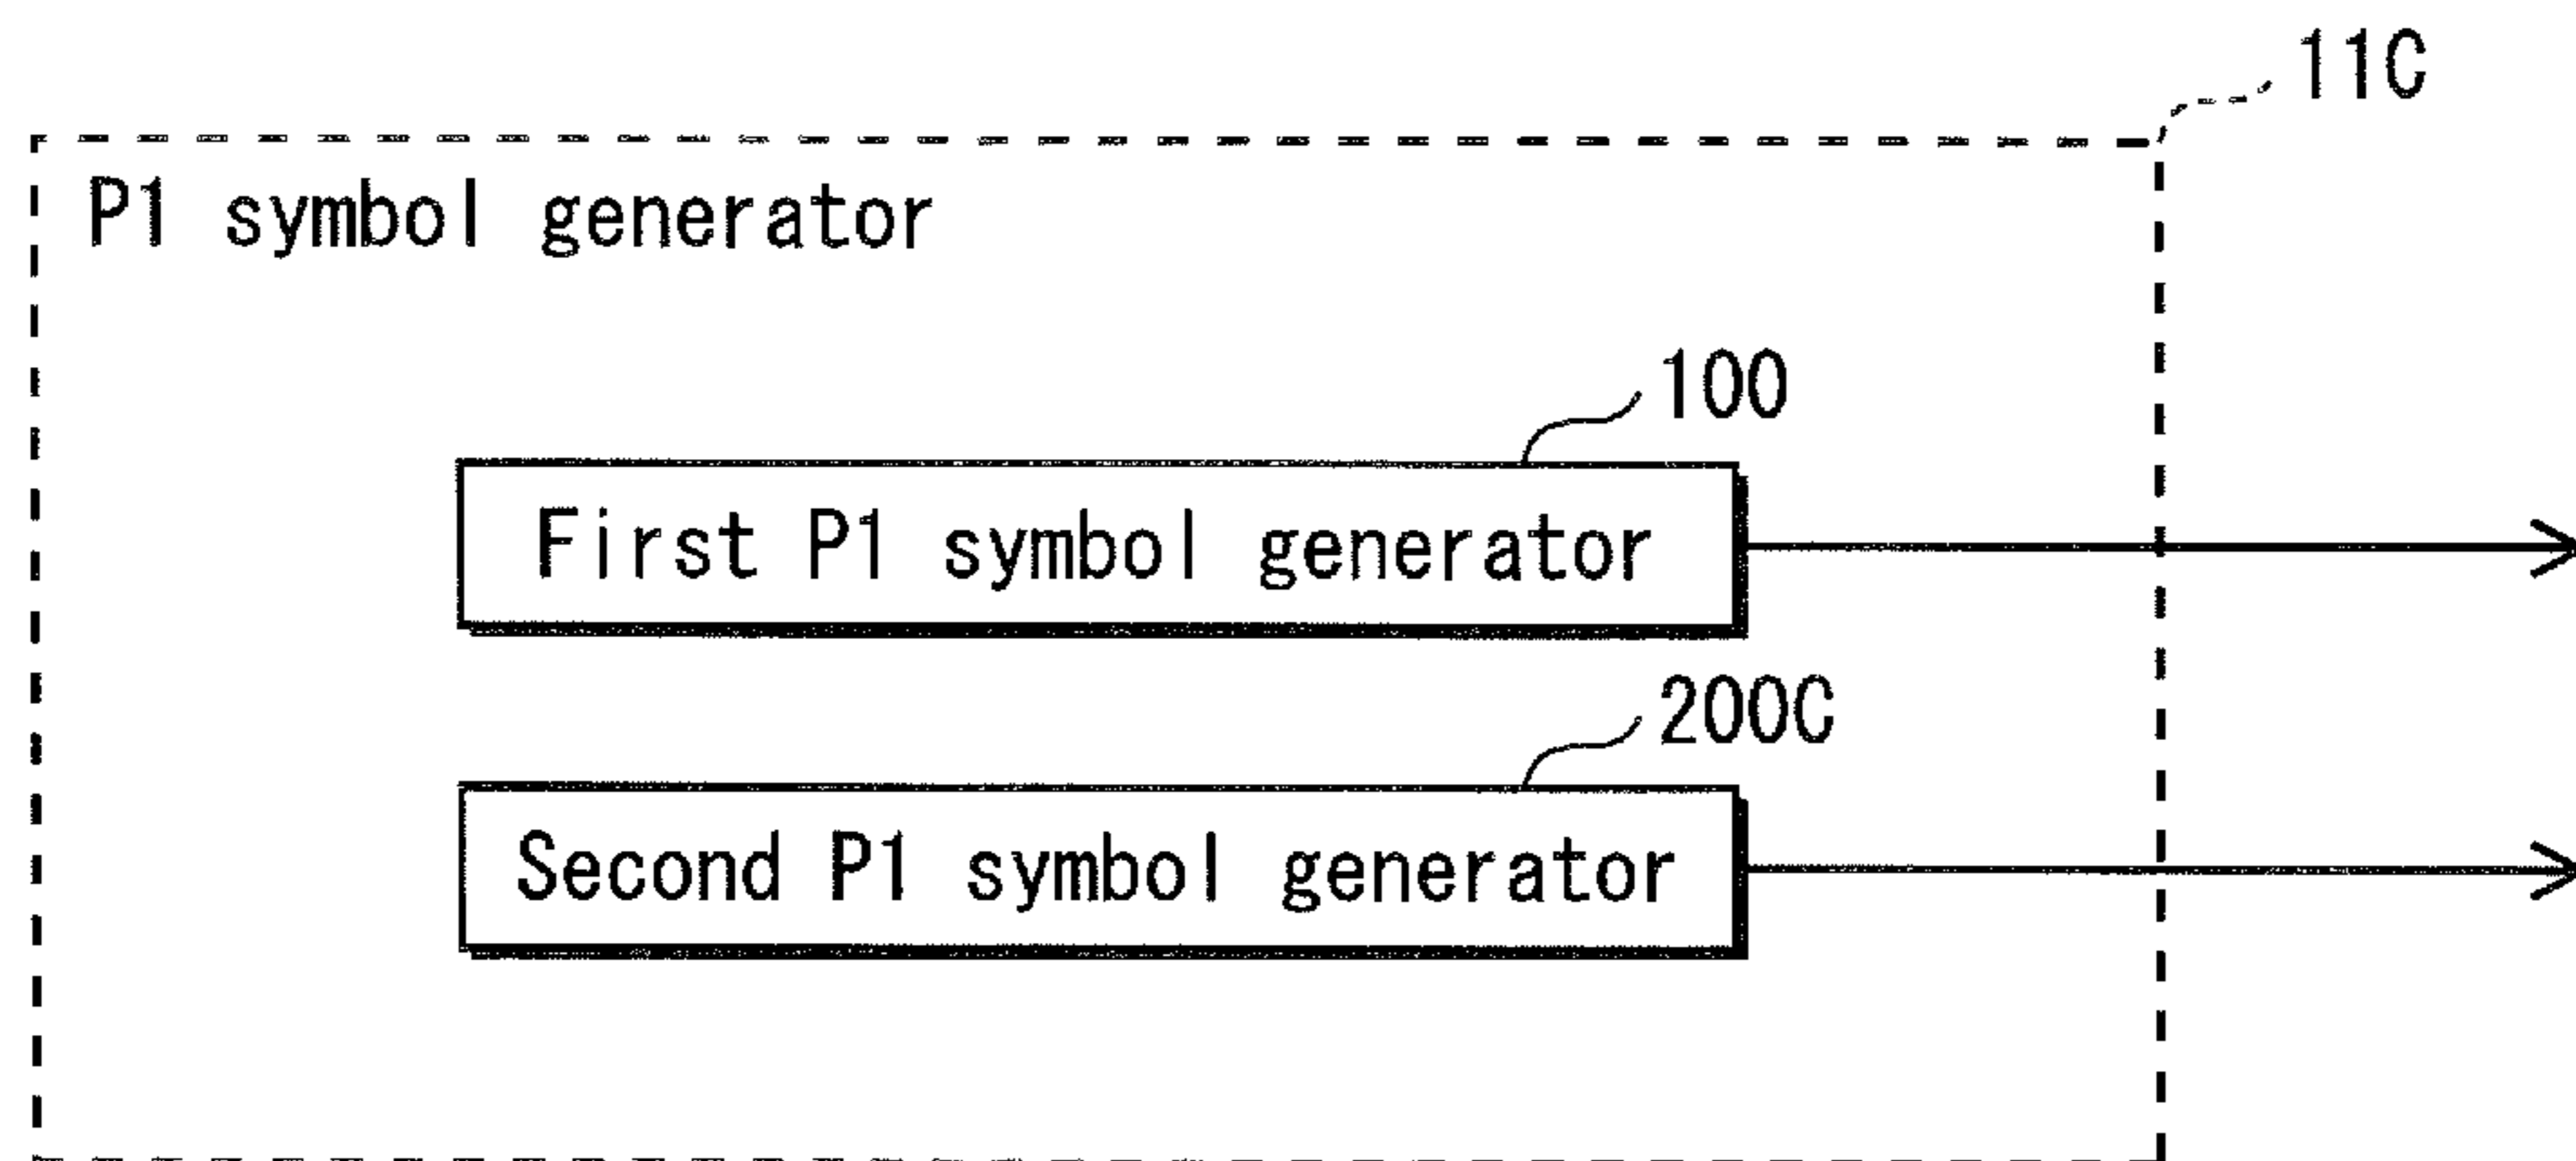 11C
P1 symbol generator
100
First P1 symbol generator
200C
Second P1 symbol generator